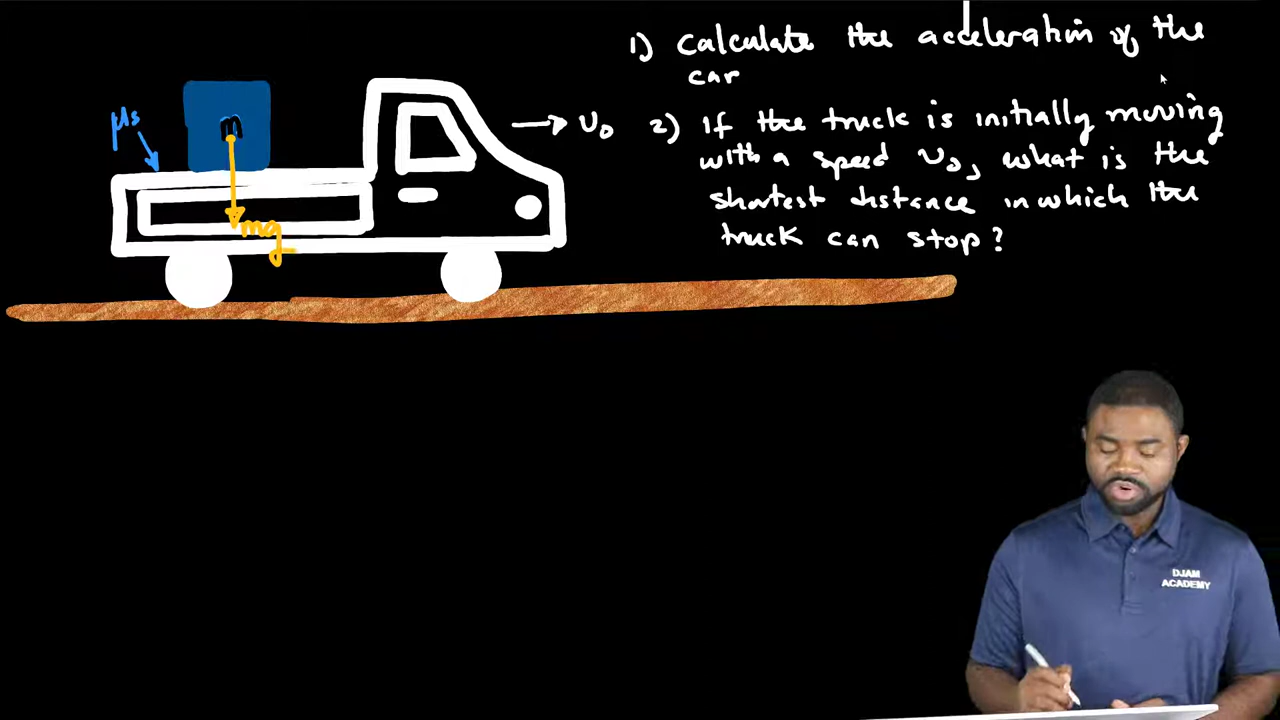 1) Calculate the acceleration of the
car
μs
m
→ v₀
2) If the truck is initially moving
with a speed v₀, what is the
shortest distance in which the
truck can stop?
mg
DJAM
ACADEMY